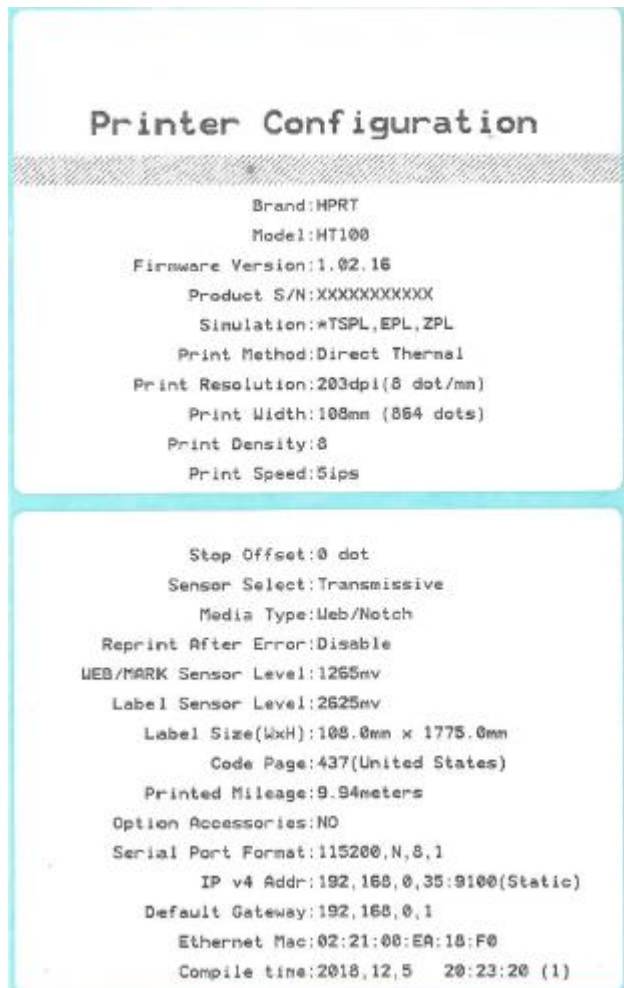 Printer Configuration
Brand:HPRT
Model:HT100
Firmware Version:1.02.16
Product S/N:XXXXXXXXXXX
Simulation:*TSPL,EPL,ZPL
Print Method:Direct Thermal
Print Resolution:203dpi(8 dot/mm)
Print Width:108mm (864 dots)
Print Density:8
Print Speed:5ips
Stop Offset:0 dot
Sensor Select:Transmissive
Media Type:Web/Notch
Reprint After Error:Disable
WEB/MARK Sensor Level:1265mv
Label Sensor Level:2625mv
Label Size(WxH):108.0mm x 1775.0mm
Code Page:437(United States)
Printed Mileage:9.94meters
Option Accessories:NO
Serial Port Format:115200,N,8,1
IP v4 Addr:192,168,0,35:9100(Static)
Default Gateway:192,168,0,1
Ethernet Mac:02:21:00:EA:18:F0
Compile time:2018,12,5 20:23:20 (1)